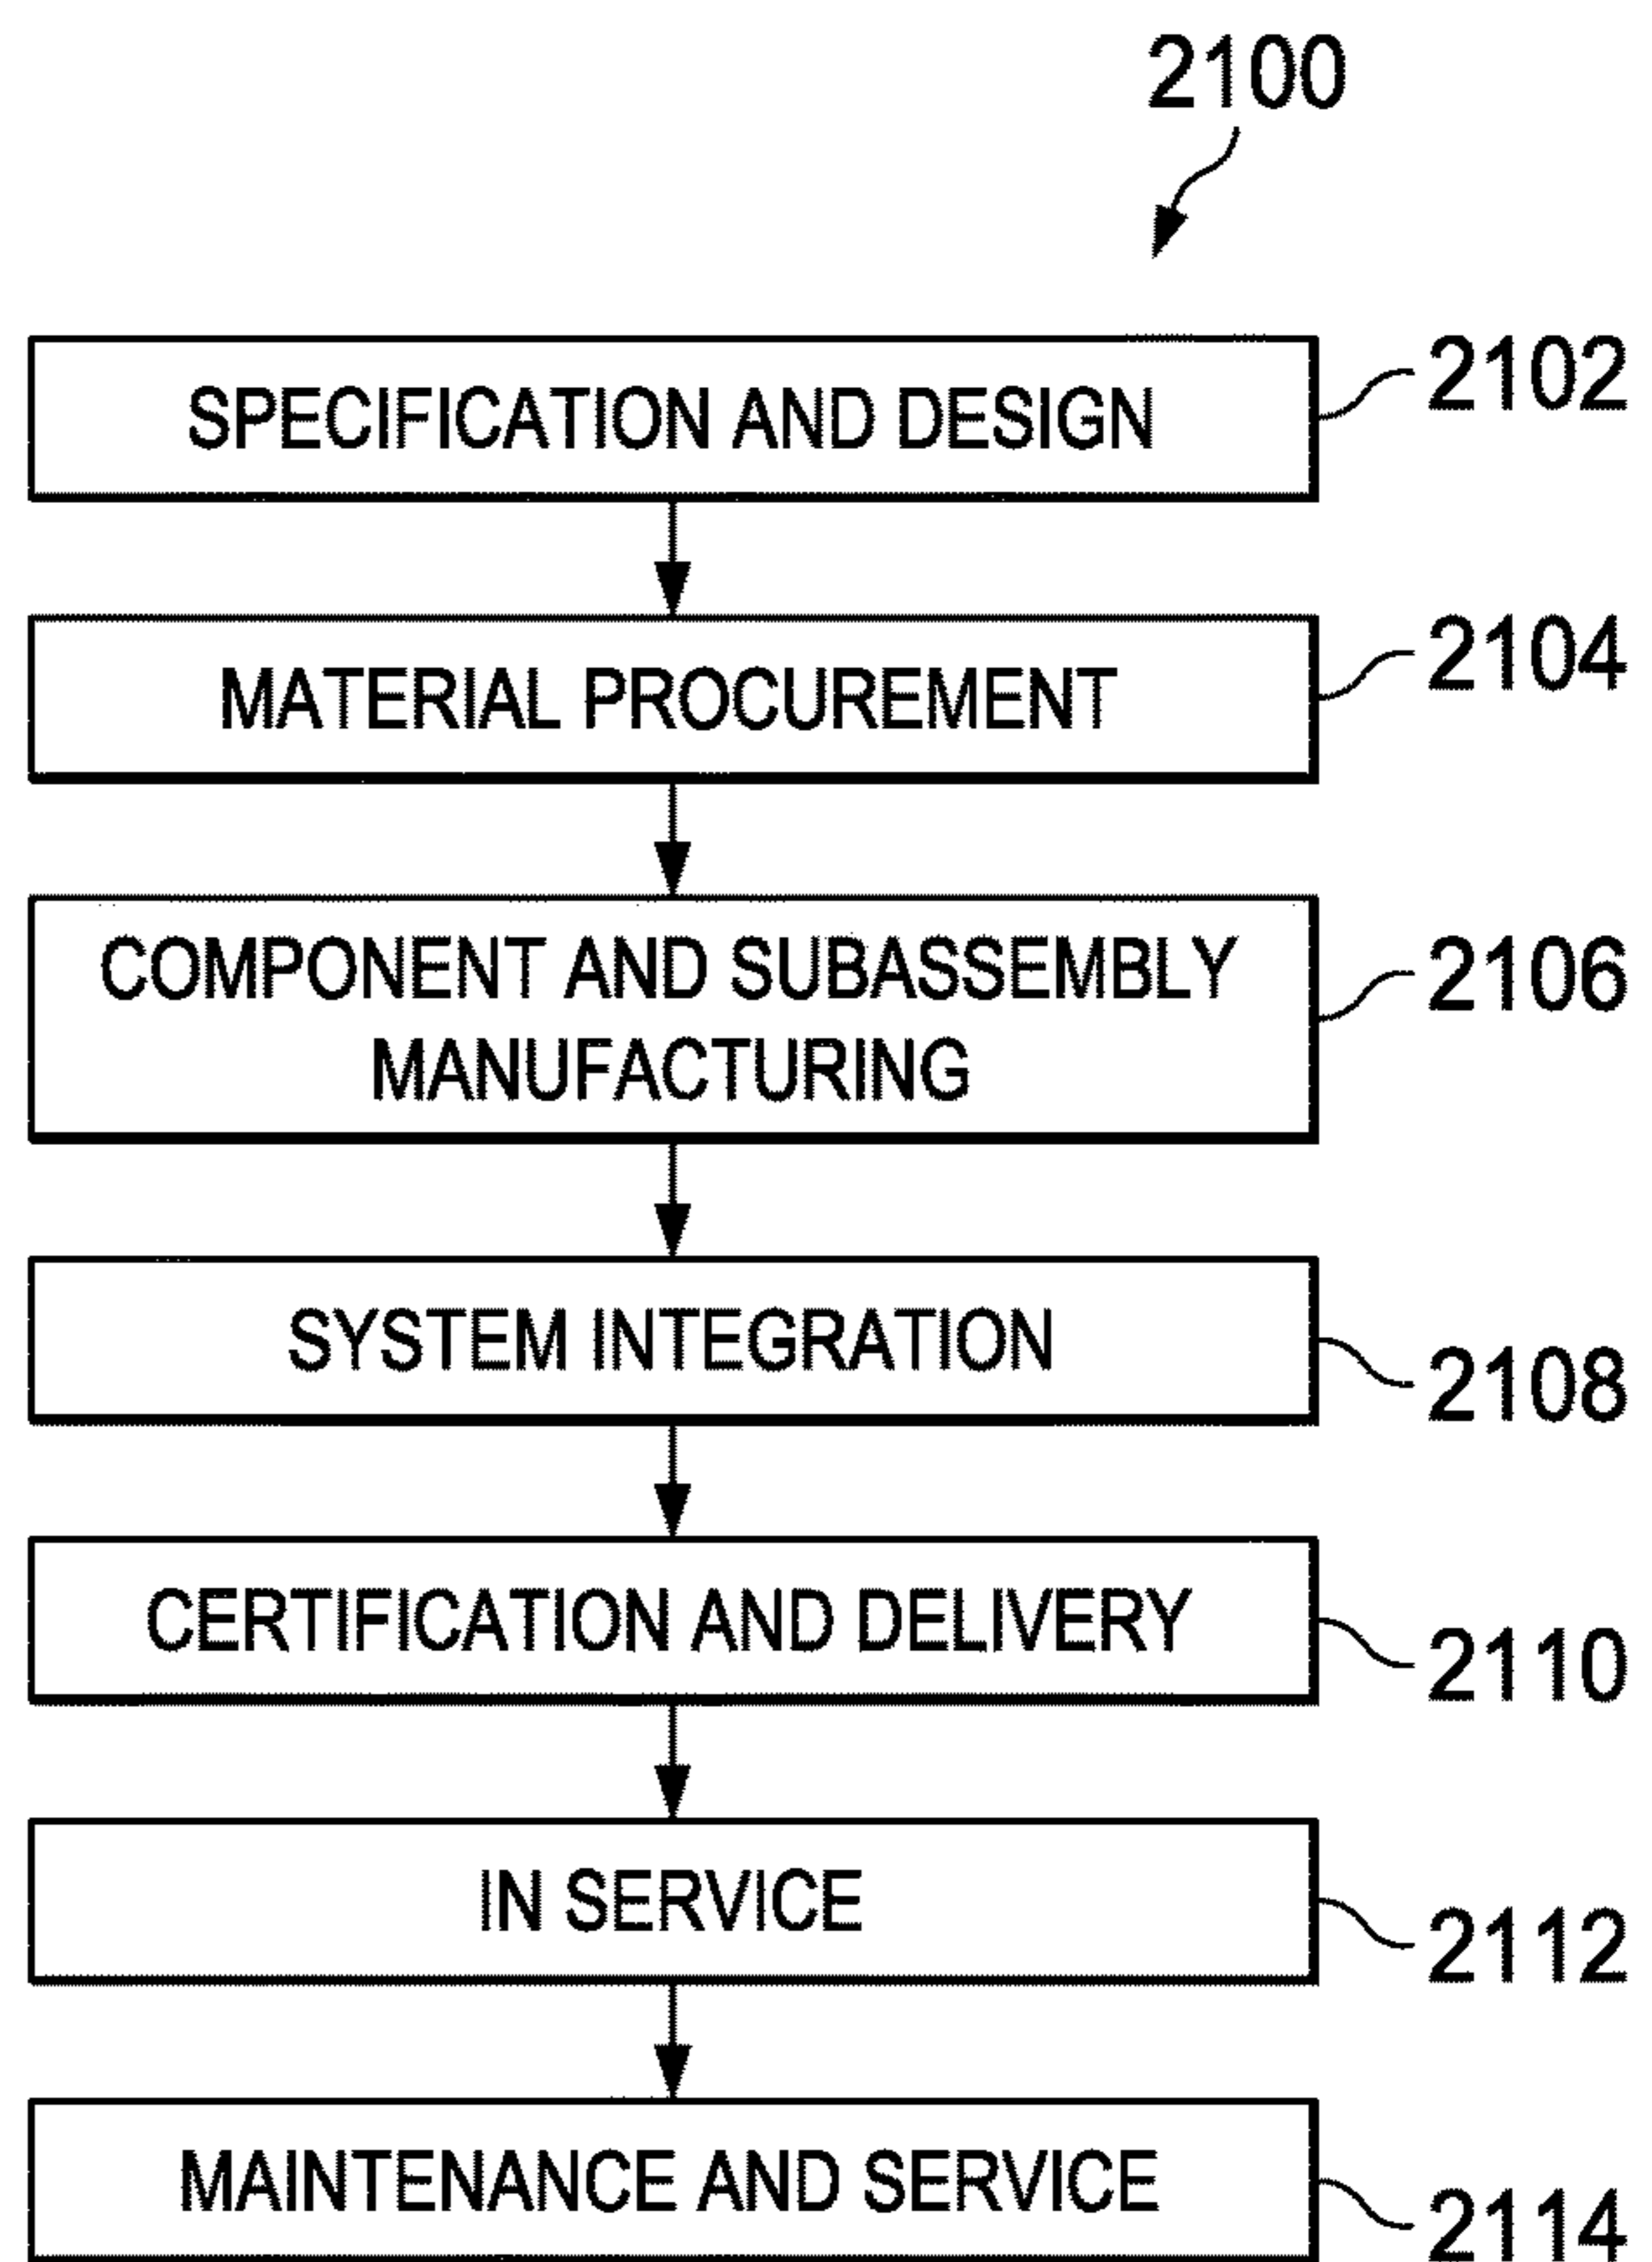 2100
SPECIFICATION AND DESIGN
2102
MATERIAL PROCUREMENT
2104
COMPONENT AND SUBASSEMBLY
MANUFACTURING
2106
SYSTEM INTEGRATION
2108
CERTIFICATION AND DELIVERY
2110
IN SERVICE
2112
MAINTENANCE AND SERVICE
2114